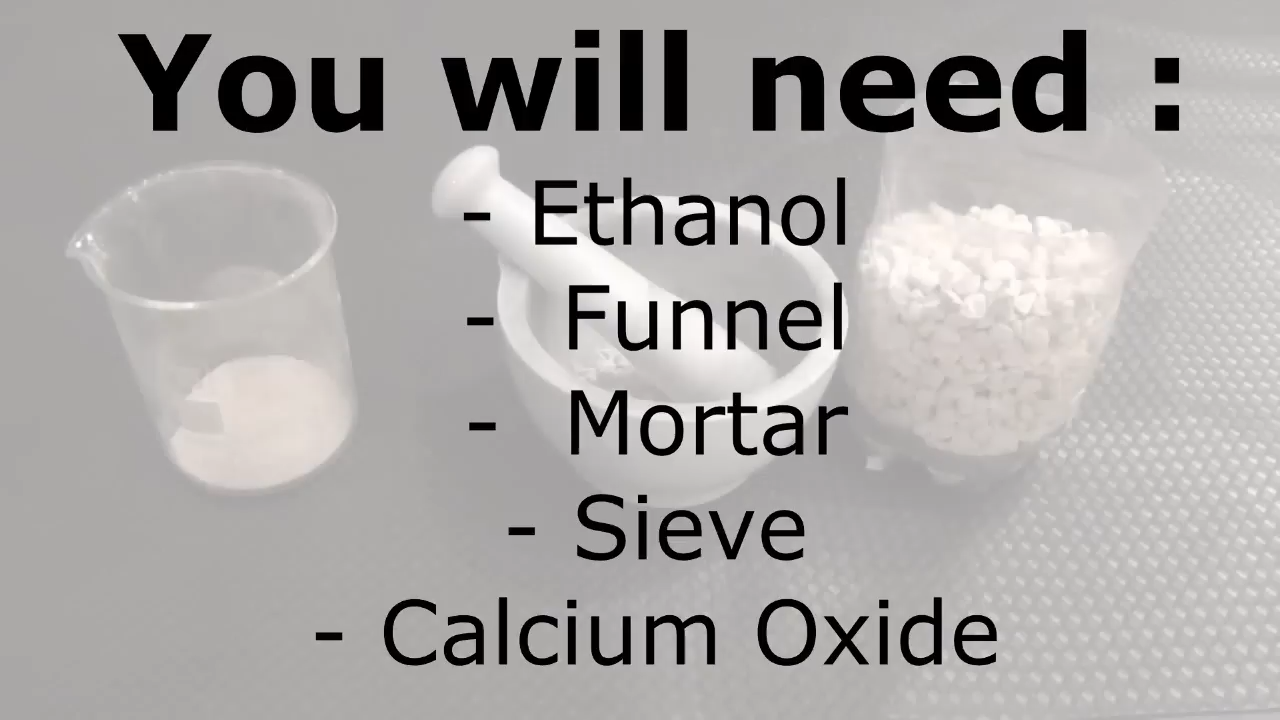 You will need :
- Ethanol
- Funnel
- Mortar
- Sieve
- Calcium Oxide